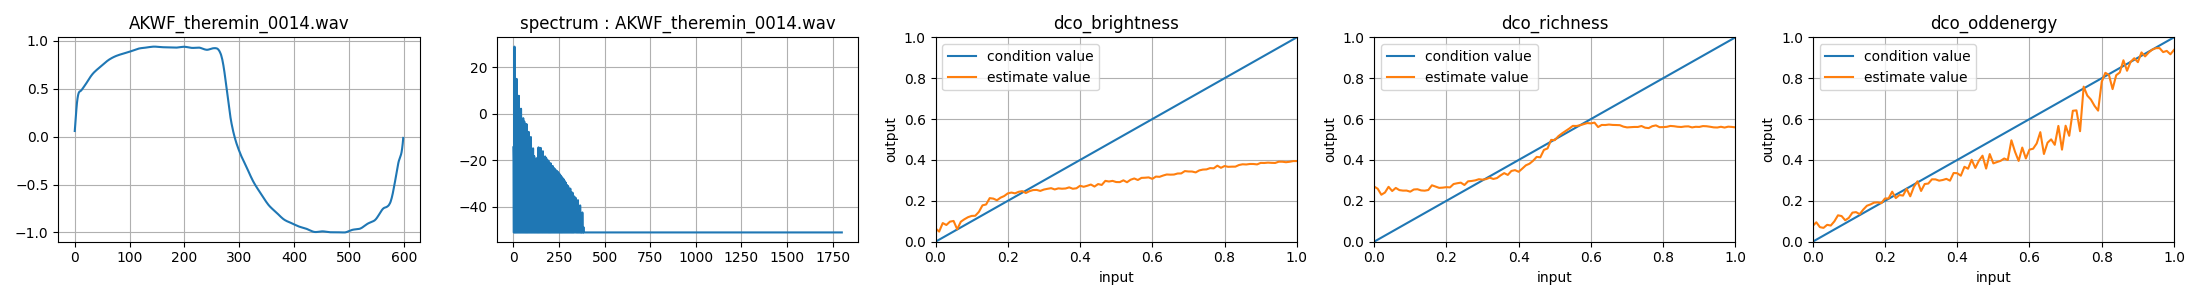 AKWF_theremin_0014.wav
1.0
0.5
0.0
−0.5
−1.0
0 100 200 300 400 500 600
spectrum : AKWF_theremin_0014.wav
20
0
−20
−40
0 250 500 750 1000 1250 1500 1750
dco_brightness
condition value
estimate value
output
1.0
0.8
0.6
0.4
0.2
0.0
0.0 0.2 0.4 0.6 0.8 1.0
input
dco_richness
condition value
estimate value
output
1.0
0.8
0.6
0.4
0.2
0.0
0.0 0.2 0.4 0.6 0.8 1.0
input
dco_oddenergy
condition value
estimate value
output
1.0
0.8
0.6
0.4
0.2
0.0
0.0 0.2 0.4 0.6 0.8 1.0
input